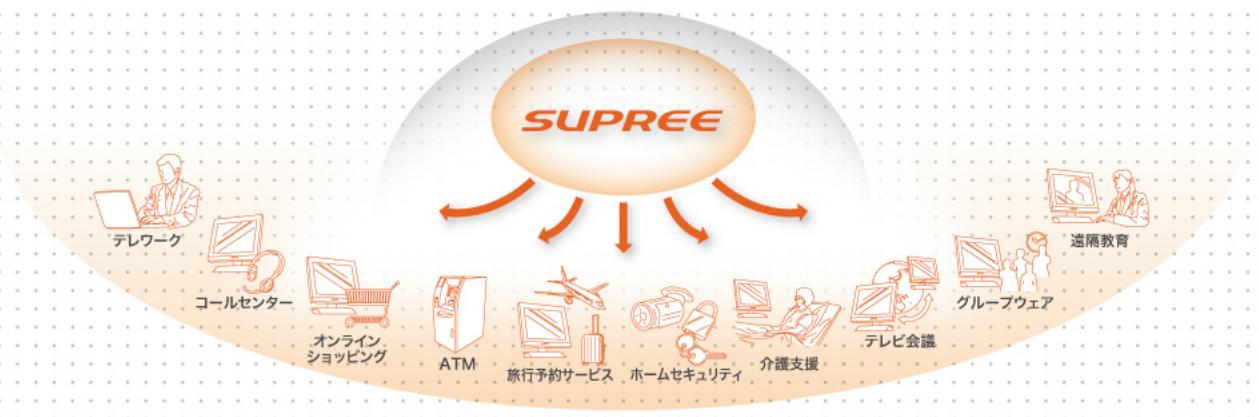 SUPREE
テレワーク
コールセンター
オンライン
ショッピング
ATM
旅行予約サービス
ホームセキュリティ
介護支援
テレビ会議
グループウェア
遠隔教育